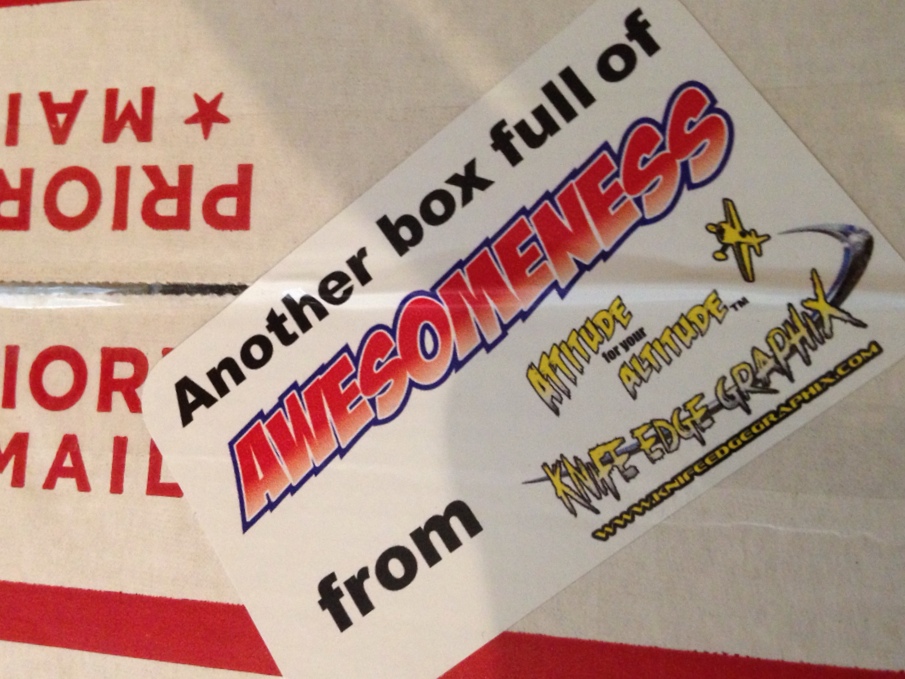 Another box full of
AWESOMENESS
ATTITUDE
for your
ALTITUDE™
from
KNIFE EDGE GRAPHIX
WWW.KNIFEEDGEGRAPHIX.COM
PRIOR
★ MAI
IORI
MAIL